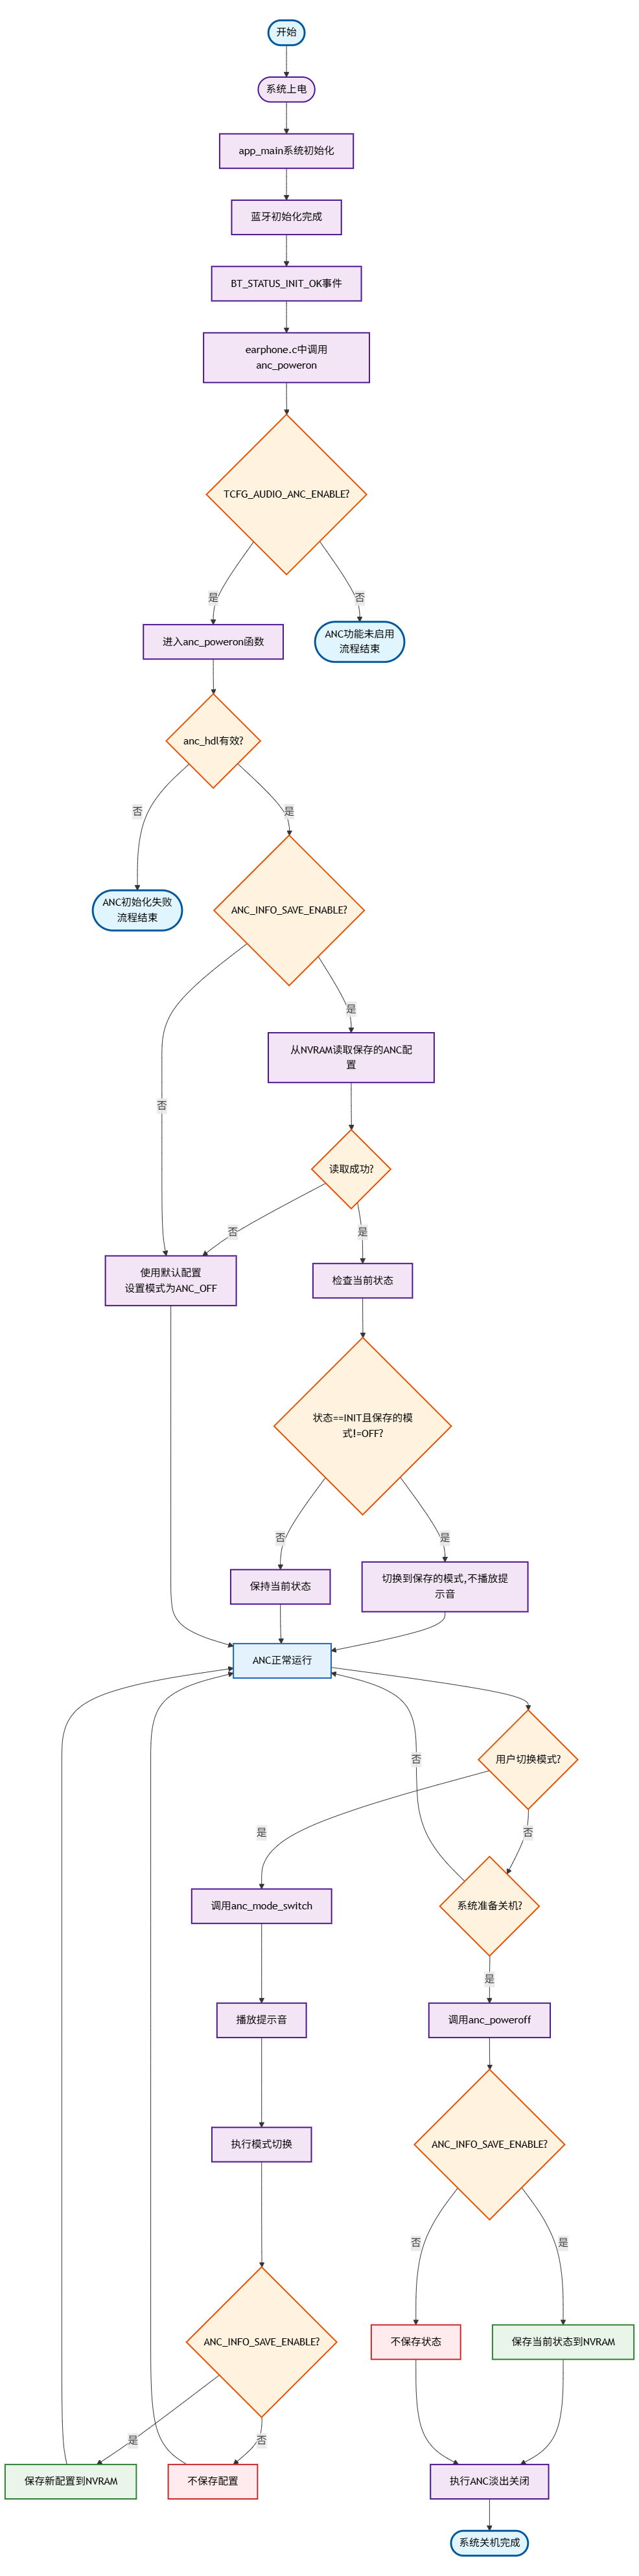 开始
系统上电
app_main系统初始化
蓝牙初始化完成
BT_STATUS_INIT_OK事件
earphone.c中调用
anc_poweron
TCFG_AUDIO_ANC_ENABLE?
是
否
进入anc_poweron函数
ANC功能未启用
流程结束
anc_hdl有效?
否
是
ANC初始化失败
流程结束
ANC_INFO_SAVE_ENABLE?
是
从NVRAM读取保存的ANC配
置
否
读取成功?
否
是
使用默认配置
设置模式为ANC_OFF
检查当前状态
状态==INIT且保存的模
式!=OFF?
否
是
保持当前状态
切换到保存的模式,不播放提
示音
ANC正常运行
用户切换模式?
否
是
否
调用anc_mode_switch
系统准备关机?
是
播放提示音
调用anc_poweroff
执行模式切换
ANC_INFO_SAVE_ENABLE?
否
是
ANC_INFO_SAVE_ENABLE?
不保存状态
保存当前状态到NVRAM
是
否
保存新配置到NVRAM
不保存配置
执行ANC淡出关闭
系统关机完成